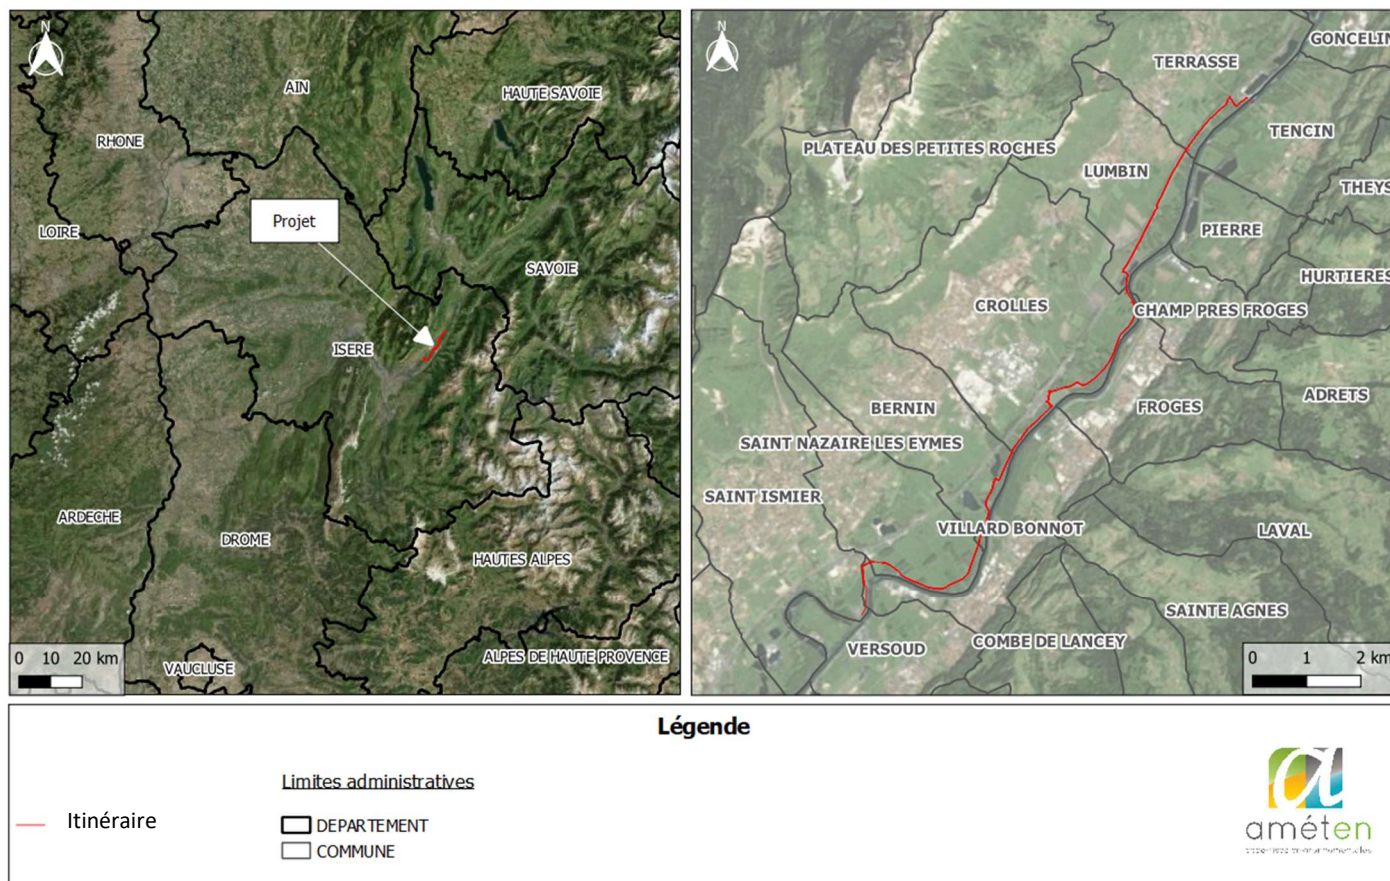 N
AIN
HAUTE SAVOIE
RHONE
LOIRE
Projet
SAVOIE
ISERE
ARDECHE
DROME
HAUTES ALPES
VAUCLUSE
ALPES DE HAUTE PROVENCE
0 10 20 km
N
GONCELIN
TERRASSE
TENCIN
PLATEAU DES PETITES ROCHES
LUMBIN
THEYS
PIERRE
HURTIERES
CROLLES
CHAMP PRES FROGES
ADRETS
BERNIN
FROGES
SAINT NAZAIRE LES EYMES
SAINT ISMIER
VILLARD BONNOT
LAVAL
SAINTE AGNES
COMBE DE LANCEY
VERSOUD
0 1 2 km
Légende
Limites administratives
Itinéraire
DEPARTEMENT
COMMUNE
améten